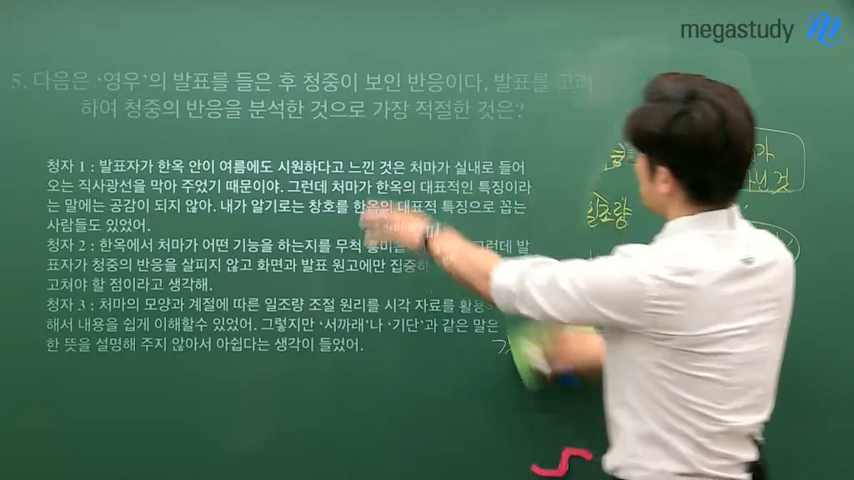 megastudy
5. 다음은 '영우'의 발표를 들은 후 청중이 보인 반응이다. 발표를 고려
하여 청중의 반응을 분석한 것으로 가장 적절한 것은?
청자 1 : 발표자가 한옥 안이 여름에도 시원하다고 느낀 것은 처마가 실내로 들어
오는 직사광선을 막아 주었기 때문이야. 그런데 처마가 한옥의 대표적인 특징이라
는 말에는 공감이 되지 않아. 내가 알기로는 창호를 한옥의 대표적 특징으로 꼽는
사람들도 있었어.
청자 2 : 한옥에서 처마가 어떤 기능을 하는지를 무척 그런데 발
표자가 청중의 반응을 살피지 않고 화면과 발표 원고에만 집중
고쳐야 할 점이라고 생각해.
청자 3 : 처마의 모양과 계절에 따른 일조량 조절 원리를 시각 자료를 활용
해서 내용을 쉽게 이해할수 있었어. 그렇지만 '서까래'나 '기단'과 같은 말은
한 뜻을 설명해 주지 않아서 아쉽다는 생각이 들었어.
일조량